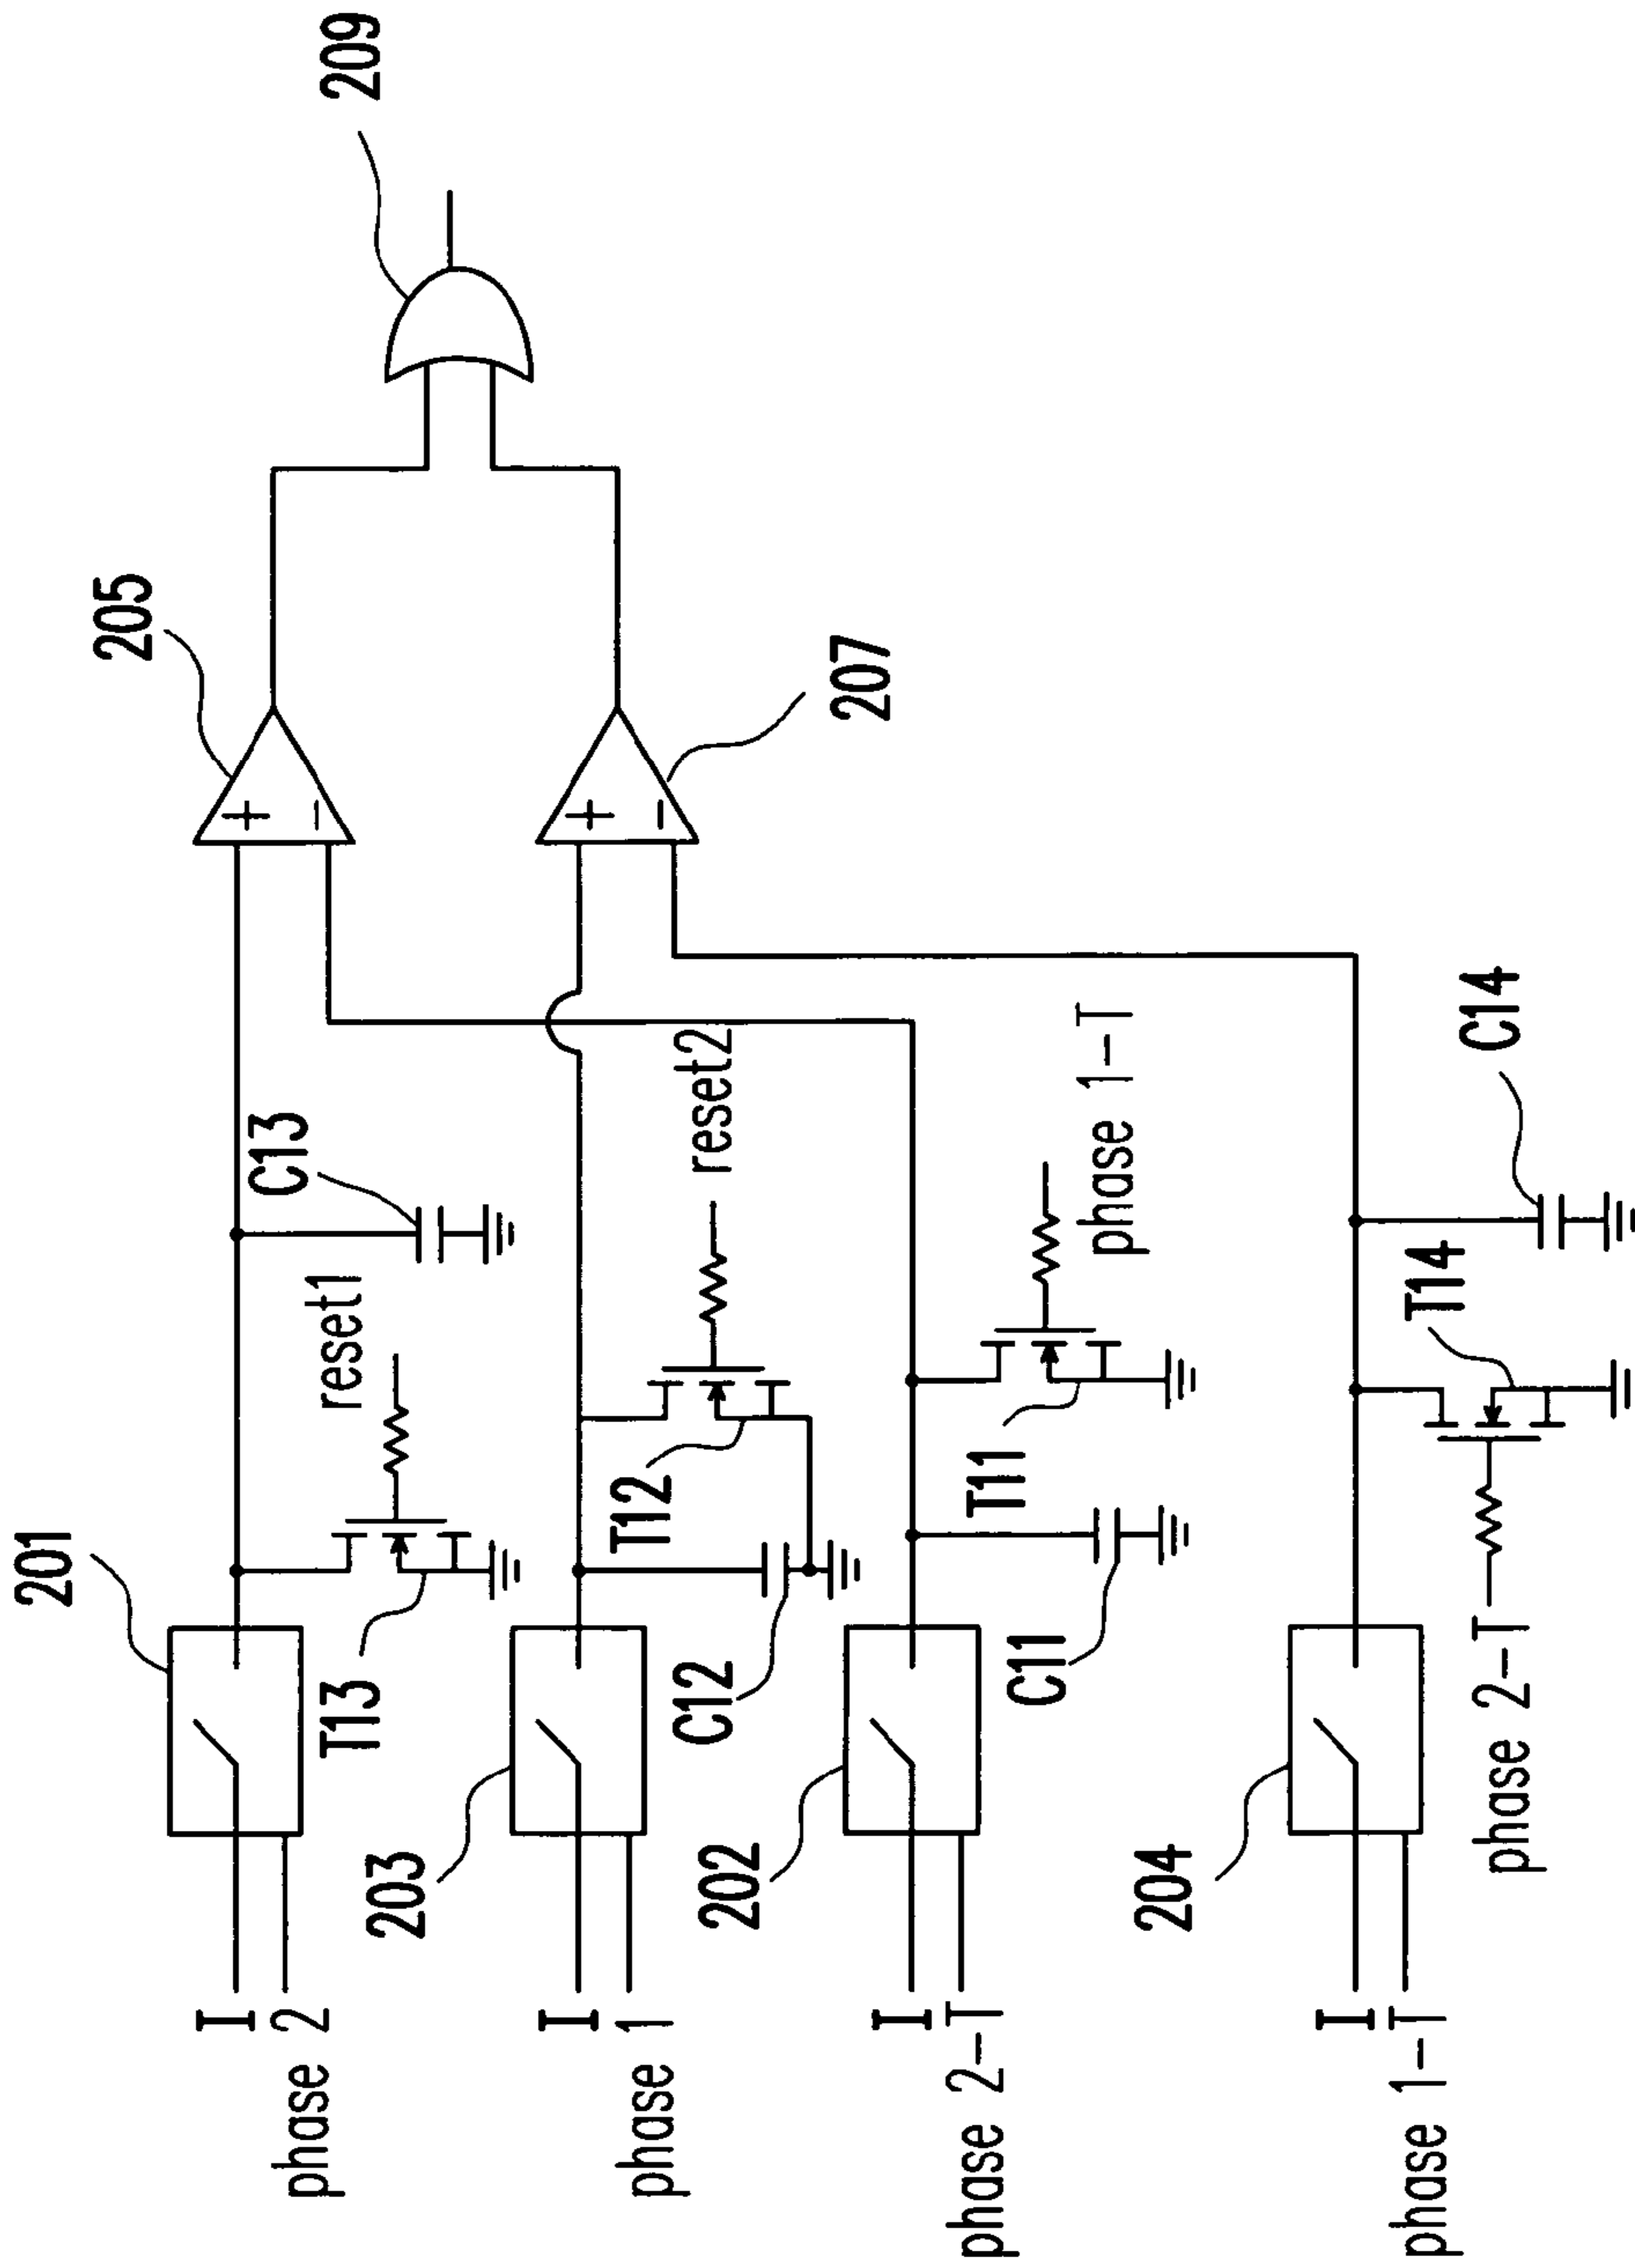 209
205
207
201
T13
reset1
C13
203
C12
T12
reset2
202
C11
T11
phase 1-T
204
phase 2-T
T14
C14
I
phase 2
I
phase 1
I
phase 2-T
I
phase 1-T
+
-
+
-